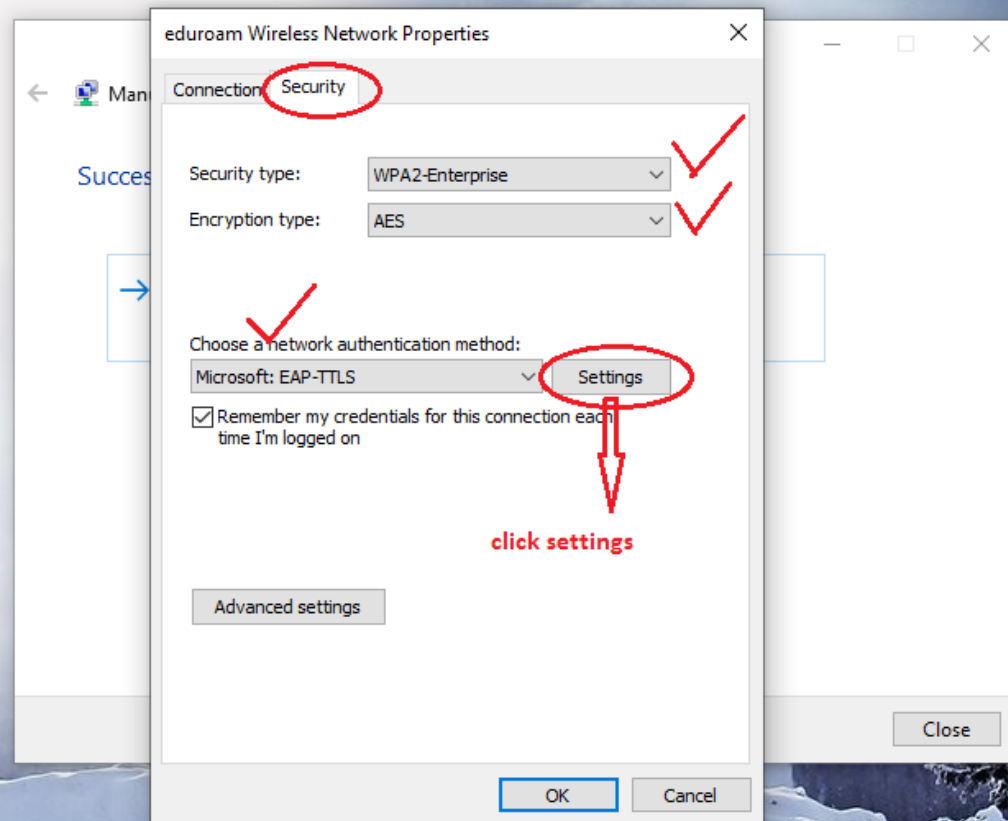 eduroam Wireless Network Properties
Manu
Succes
Connection
Security
Security type:
WPA2-Enterprise
Encryption type:
AES
Choose a network authentication method:
Microsoft: EAP-TTLS
Settings
Remember my credentials for this connection each
time I'm logged on
click settings
Advanced settings
Close
OK
Cancel